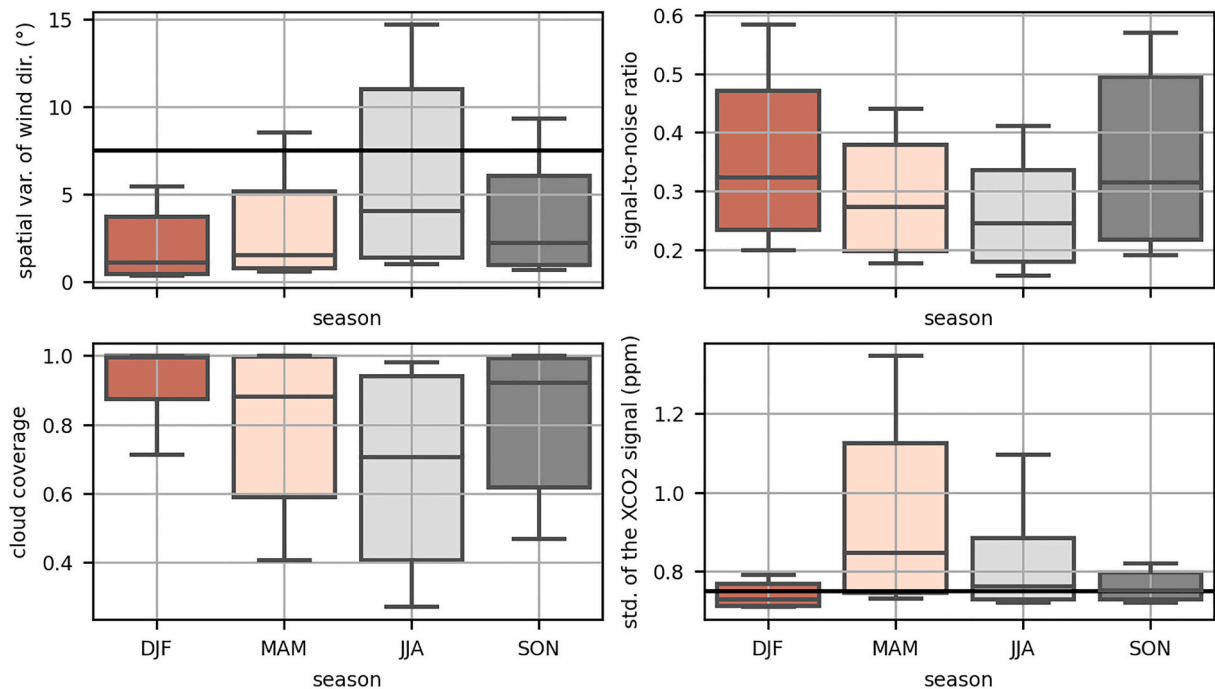 spatial var. of wind dir. (°)
15
10
5
0
season
signal-to-noise ratio
0.6
0.5
0.4
0.3
0.2
season
cloud coverage
1.0
0.8
0.6
0.4
DJF MAM JJA SON
season
std. of the XCO2 signal (ppm)
1.2
1.0
0.8
DJF MAM JJA SON
season